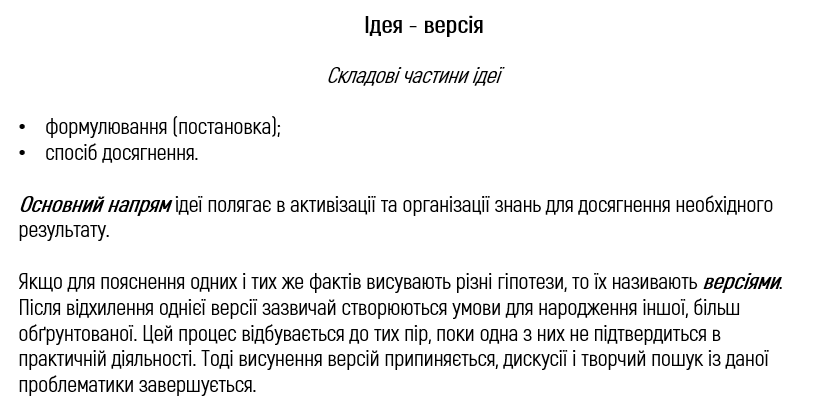 Ідея - версія
Складові частини ідеї
• формулювання (постановка);
• спосіб досягнення.
Основний напрям ідеї полягає в активізації та організації знань для досягнення необхідного
результату.
Якщо для пояснення одних і тих же фактів висувають різні гіпотези, то їх називають версіями.
Після відхилення однієї версії зазвичай створюються умови для народження іншої, більш
обґрунтованої. Цей процес відбувається до тих пір, поки одна з них не підтвердиться в
практичній діяльності. Тоді висунення версій припиняється, дискусії і творчий пошук із даної
проблематики завершується.